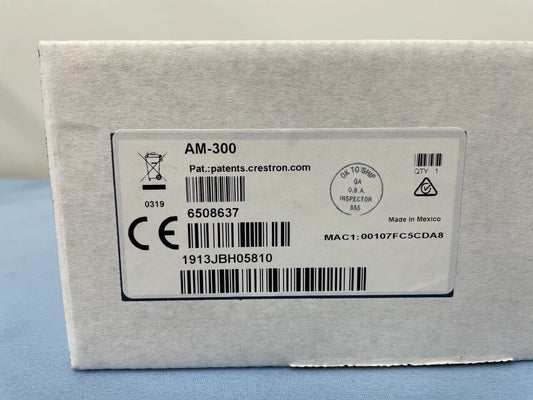 AM-300
Pat.:patents.crestron.com
0319
6508637
CE
1913JBH05810
OK TO SHIP
QA
O.B.A.
INSPECTOR
855
QTY 1
Made in Mexico
MAC1:00107FC5CDA8